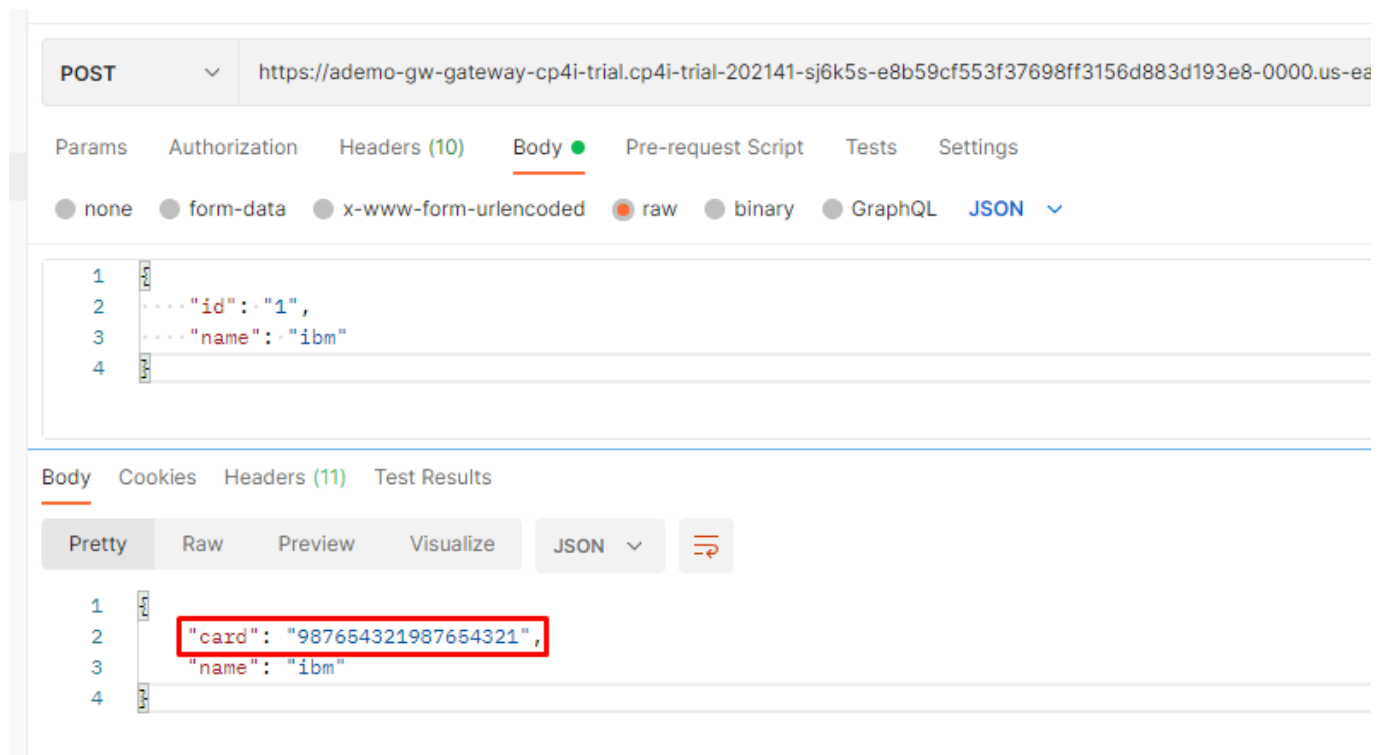 POST https://ademo-gw-gateway-cp4i-trial.cp4i-trial-202141-sj6k5s-e8b59cf553f37698ff3156d883d193e8-0000.us-ea
Params Authorization Headers (10) Body Pre-request Script Tests Settings
none form-data x-www-form-urlencoded raw binary GraphQL JSON
1 {
2 "id": "1",
3 "name": "ibm"
4 }
Body Cookies Headers (11) Test Results
Pretty Raw Preview Visualize JSON
1 {
2 "card": "987654321987654321",
3 "name": "ibm"
4 }